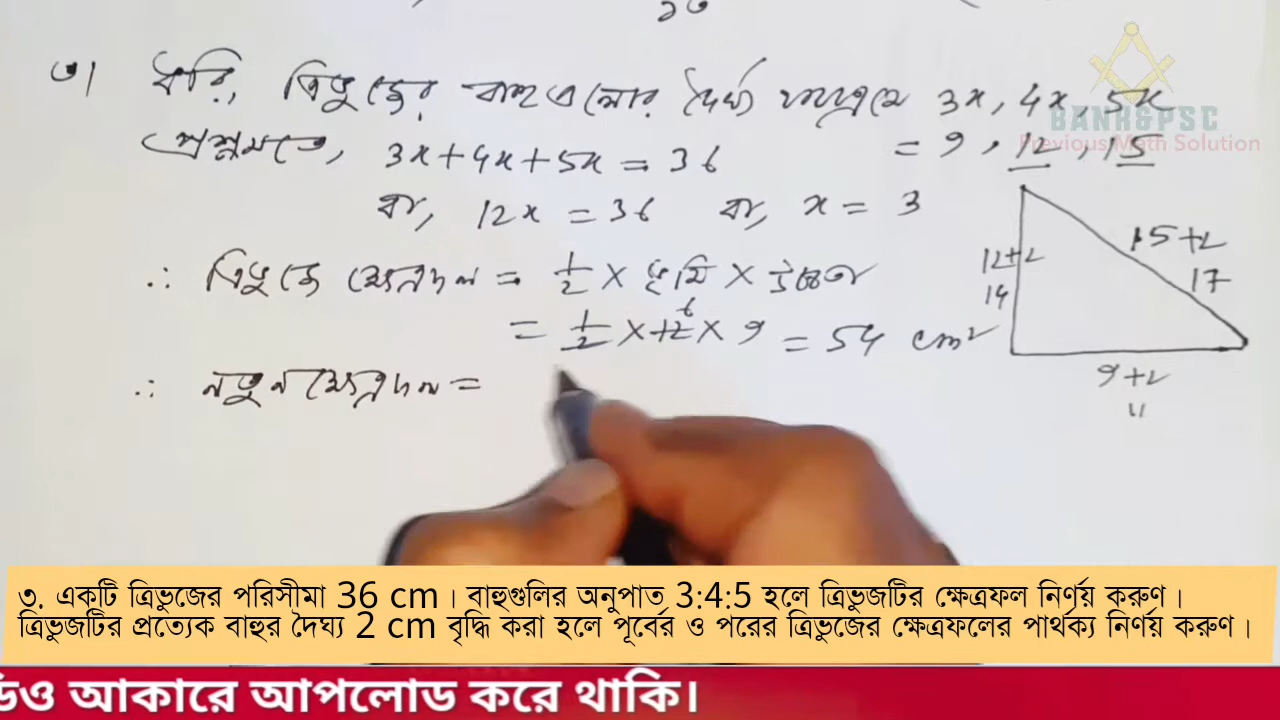 ৩। ধরি, ত্রিভুজের বাহুগুলোর দৈর্ঘ্য যথাক্রমে 3x, 4x, 5x
BANK&PSC
Previous Math Solution
প্রশ্নমতে, 3x+4x+5x = 36
= 9, 12, 15
বা, 12x = 36 বা, x = 3
12+2
14
15+2
17
∴ ত্রিভুজে ক্ষেত্রফল = 1/2 × ভূমি × উচ্চতা
= 1/2 × 12 6 × 9 = 54 cm²
9+2
11
∴ নতুন ক্ষেত্রফল =
৩. একটি ত্রিভুজের পরিসীমা 36 cm। বাহুগুলির অনুপাত 3:4:5 হলে ত্রিভুজটির ক্ষেত্রফল নির্ণয় করুণ।
ত্রিভুজটির প্রত্যেক বাহুর দৈঘ্য 2 cm বৃদ্ধি করা হলে পূর্বের ও পরের ত্রিভুজের ক্ষেত্রফলের পার্থক্য নির্ণয় করুণ।
আকারে আপলোড করে থাকি।